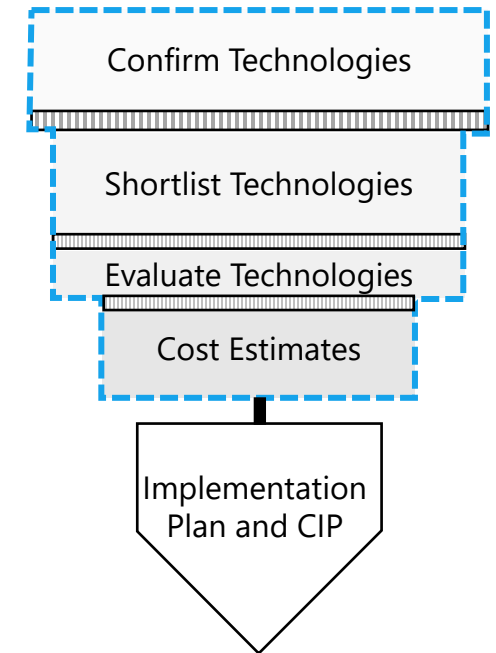 Confirm Technologies
Shortlist Technologies
Evaluate Technologies
Cost Estimates
Implementation
Plan and CIP